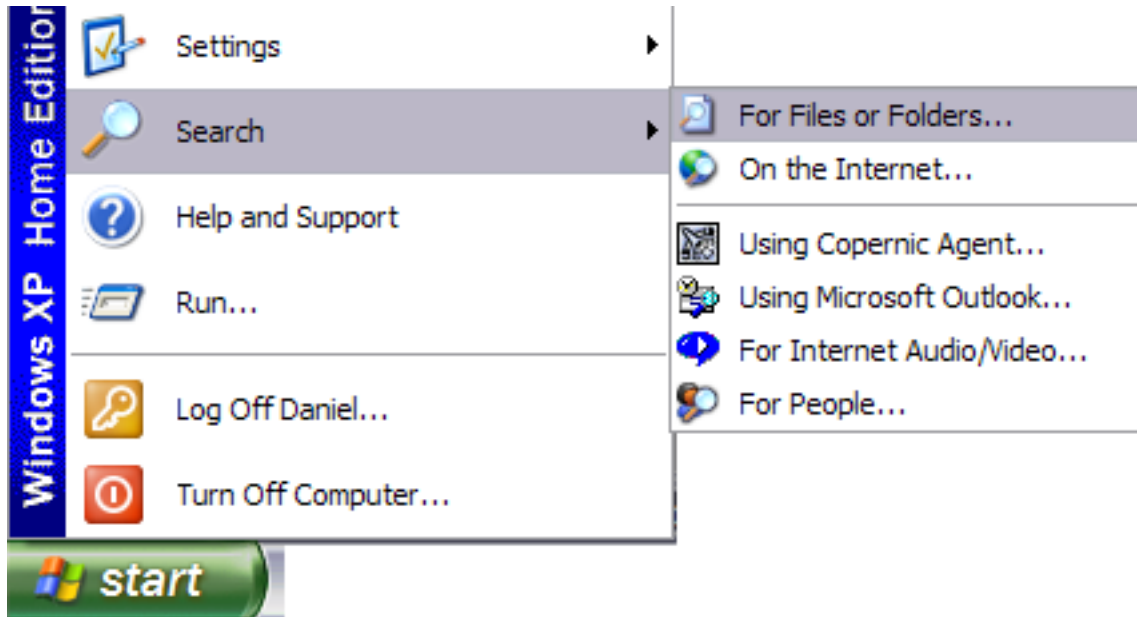 Windows XP Home Edition
Settings
Search
Help and Support
Run...
Log Off Daniel...
Turn Off Computer...
For Files or Folders...
On the Internet...
Using Copernic Agent...
Using Microsoft Outlook...
For Internet Audio/Video...
For People...
start